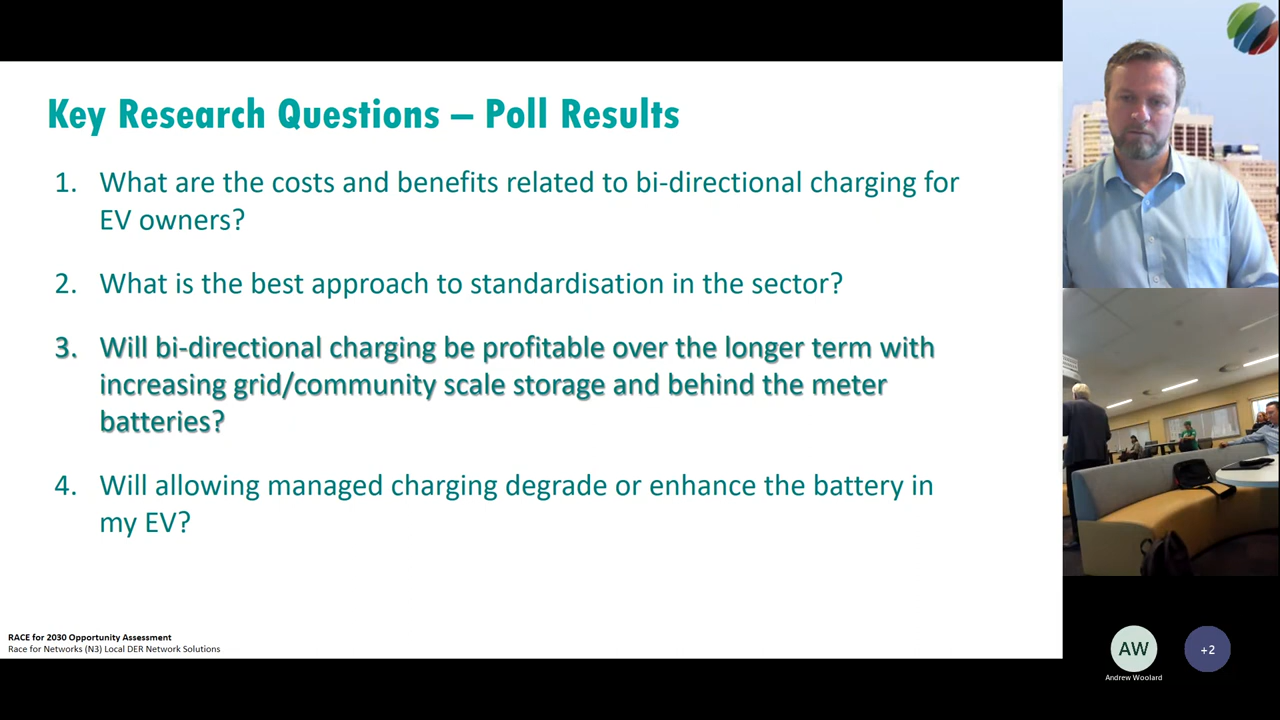 Key Research Questions – Poll Results
1. What are the costs and benefits related to bi-directional charging for
EV owners?
2. What is the best approach to standardisation in the sector?
3. Will bi-directional charging be profitable over the longer term with
increasing grid/community scale storage and behind the meter
batteries?
4. Will allowing managed charging degrade or enhance the battery in
my EV?
RACE for 2030 Opportunity Assessment
Race for Networks (N3) Local DER Network Solutions
AW
+2
Andrew Woolard